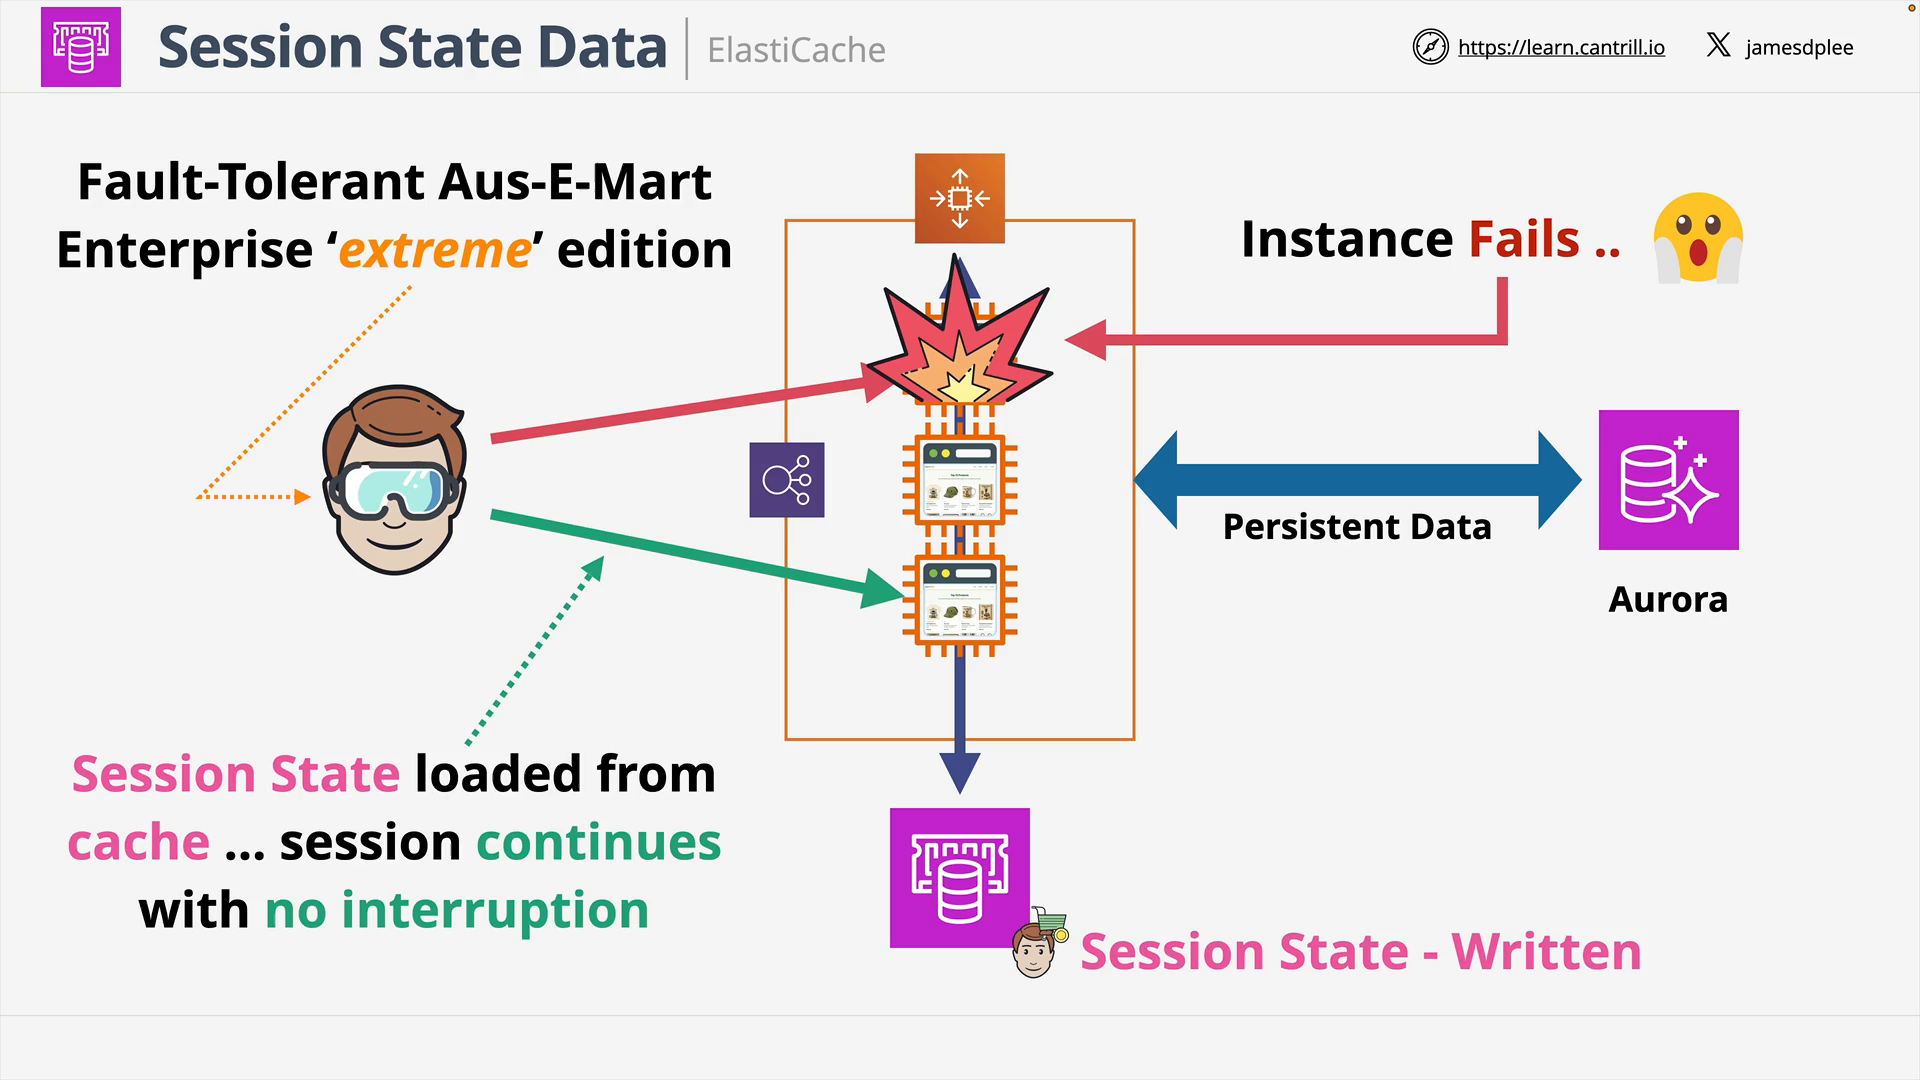 Session State Data
ElastiCache
https://learn.cantrill.io
jamesdplee
Fault-Tolerant Aus-E-Mart
Enterprise ‘extreme’ edition
Instance Fails ..
Persistent Data
Aurora
Session State loaded from
cache ... session continues
with no interruption
Session State - Written